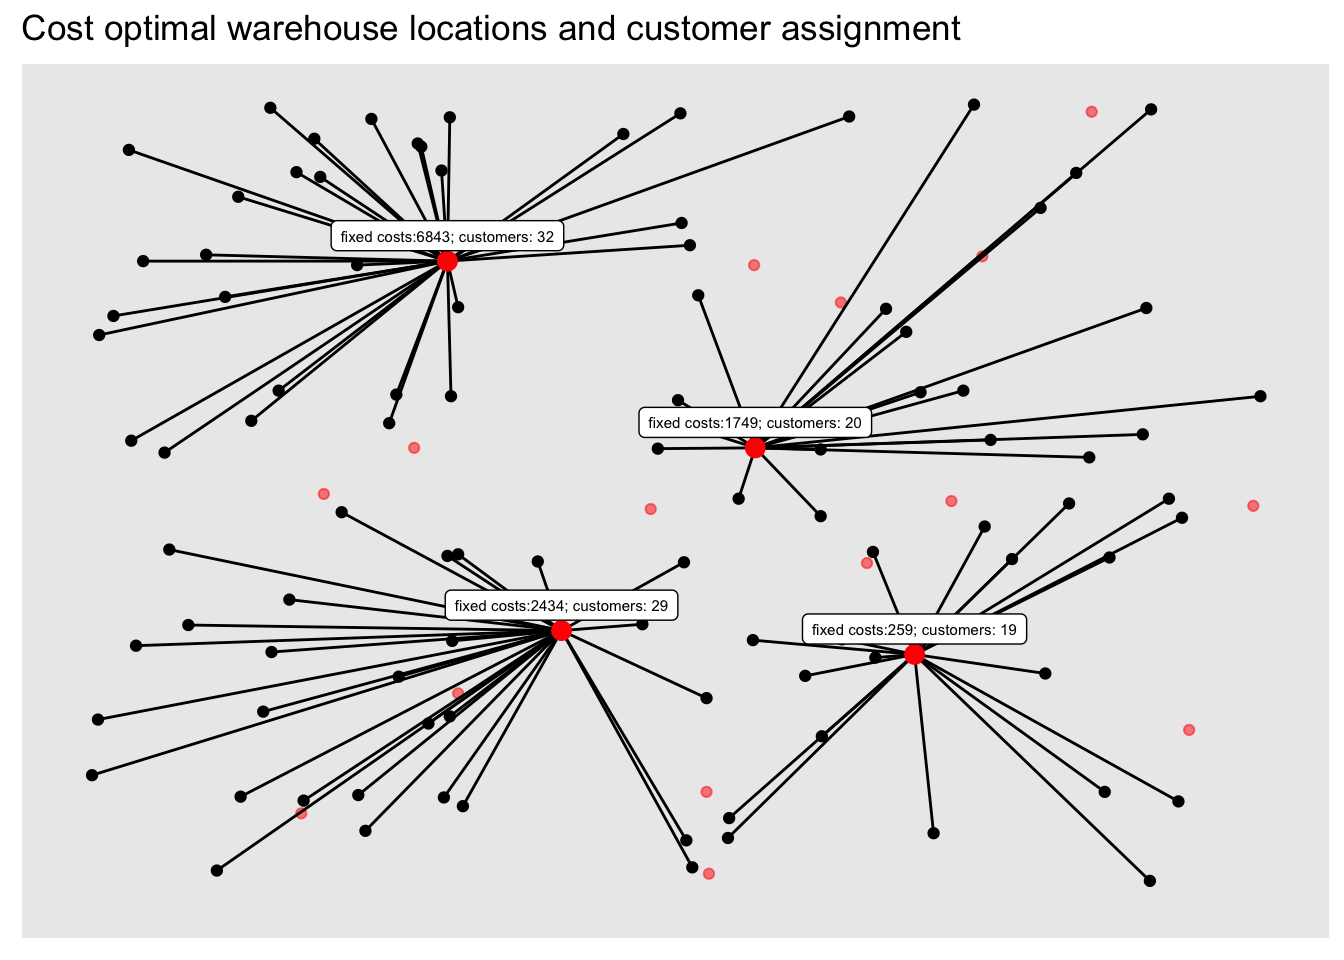 Cost optimal warehouse locations and customer assignment
fixed costs:6843; customers: 32
fixed costs:1749; customers: 20
fixed costs:2434; customers: 29
fixed costs:259; customers: 19